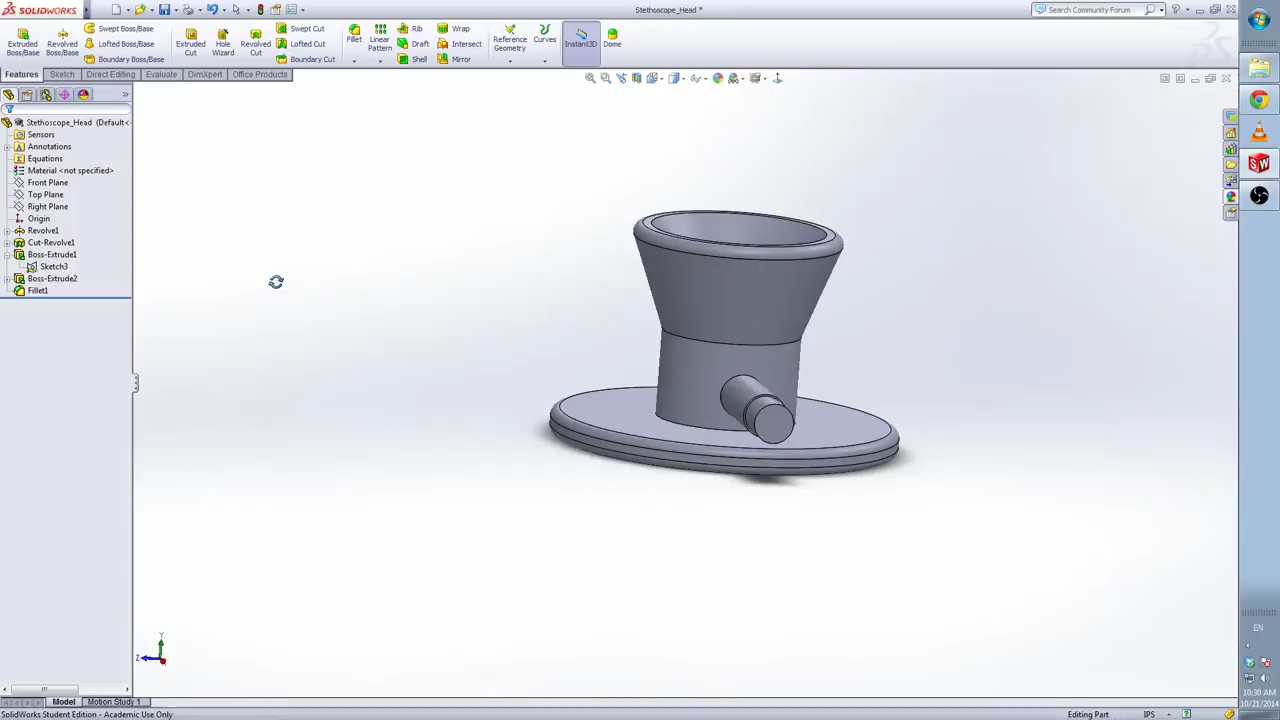 SOLIDWORKS
Stethoscope_Head *
Search Community Forum
Extruded Boss/Base
Revolved Boss/Base
Swept Boss/Base
Lofted Boss/Base
Boundary Boss/Base
Extruded Cut
Hole Wizard
Revolved Cut
Swept Cut
Lofted Cut
Boundary Cut
Fillet
Linear Pattern
Rib
Draft
Shell
Wrap
Intersect
Mirror
Reference Geometry
Curves
Instant3D
Dome
Features
Sketch
Direct Editing
Evaluate
DimXpert
Office Products
Stethoscope_Head (Default<
Sensors
Annotations
Equations
Material <not specified>
Front Plane
Top Plane
Right Plane
Origin
Revolve1
Cut-Revolve1
Boss-Extrude1
Sketch3
Boss-Extrude2
Fillet1
Y
Z
Model
Motion Study 1
SolidWorks Student Edition - Academic Use Only
Editing Part
IPS
EN
10:30 AM
10/21/2014